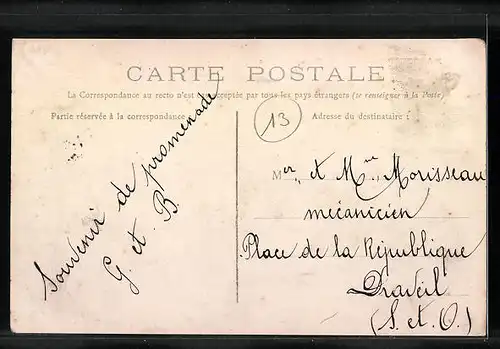 CARTE POSTALE
La Correspondance au recto n'est pas acceptée par tous les pays étrangers (se renseigner à la Poste)
Partie réservée à la correspondance
Adresse du destinataire
13
Souvenir de promenade
G. et B
Mer et Mme Morisseau
mécanicien
Place de la République
Draveil
(S. et. O.)